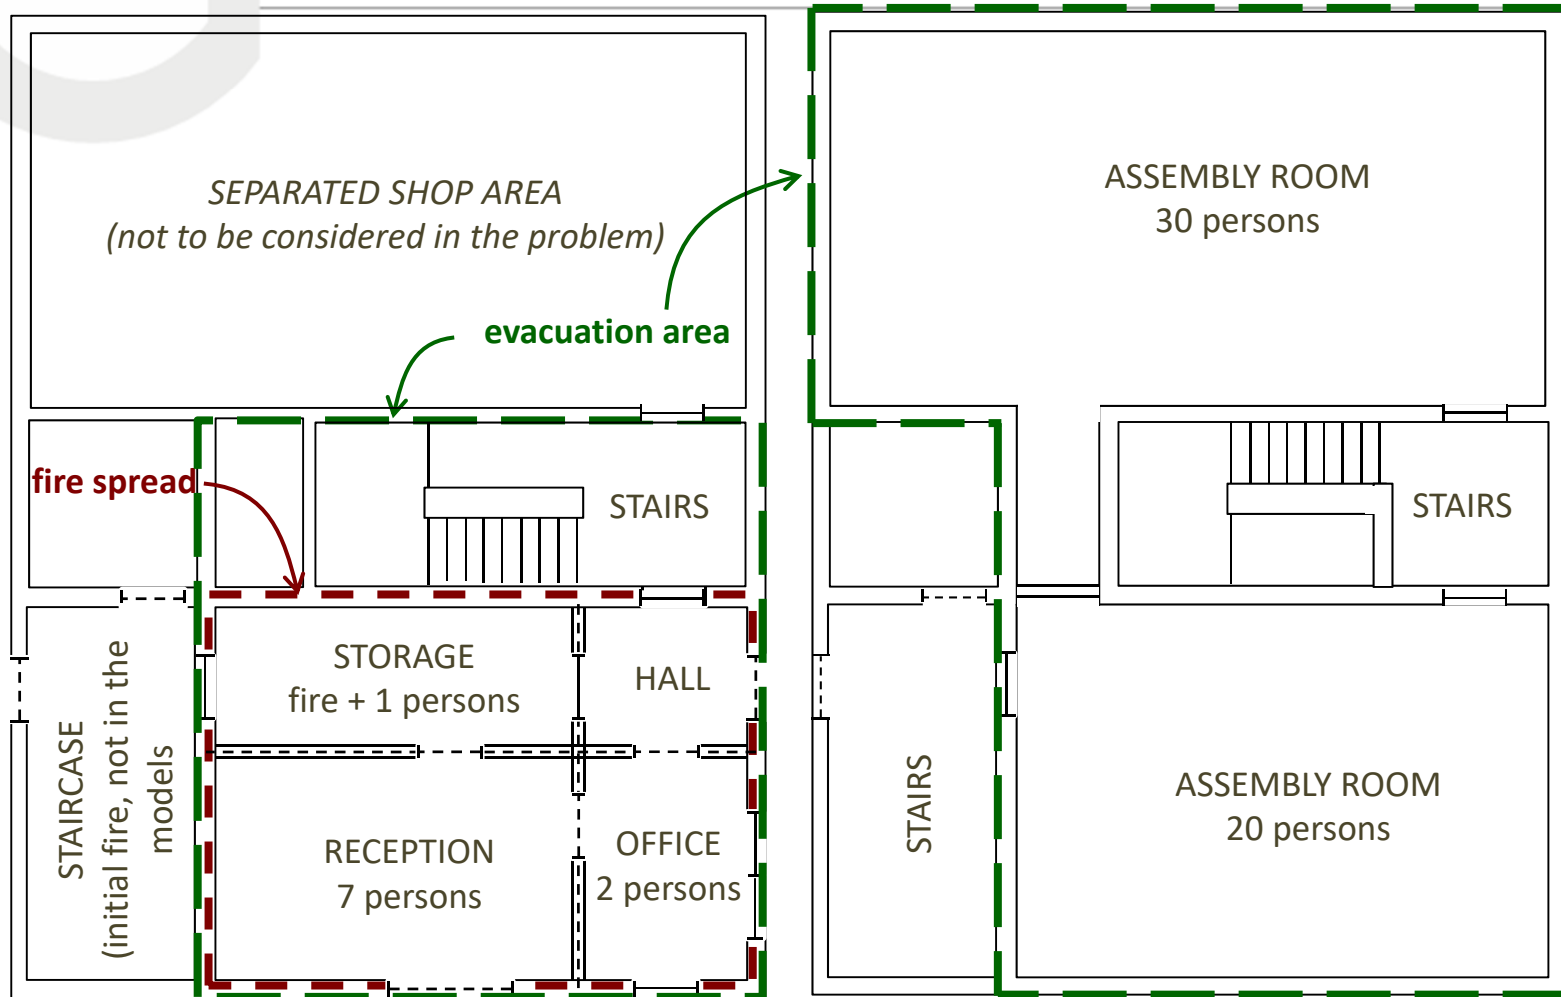 SEPARATED SHOP AREA
(not to be considered in the problem)
evacuation area
fire spread
STAIRS
STORAGE
fire + 1 persons
HALL
STAIRCASE
(initial fire, not in the
models
RECEPTION
7 persons
OFFICE
2 persons
ASSEMBLY ROOM
30 persons
STAIRS
STAIRS
ASSEMBLY ROOM
20 persons